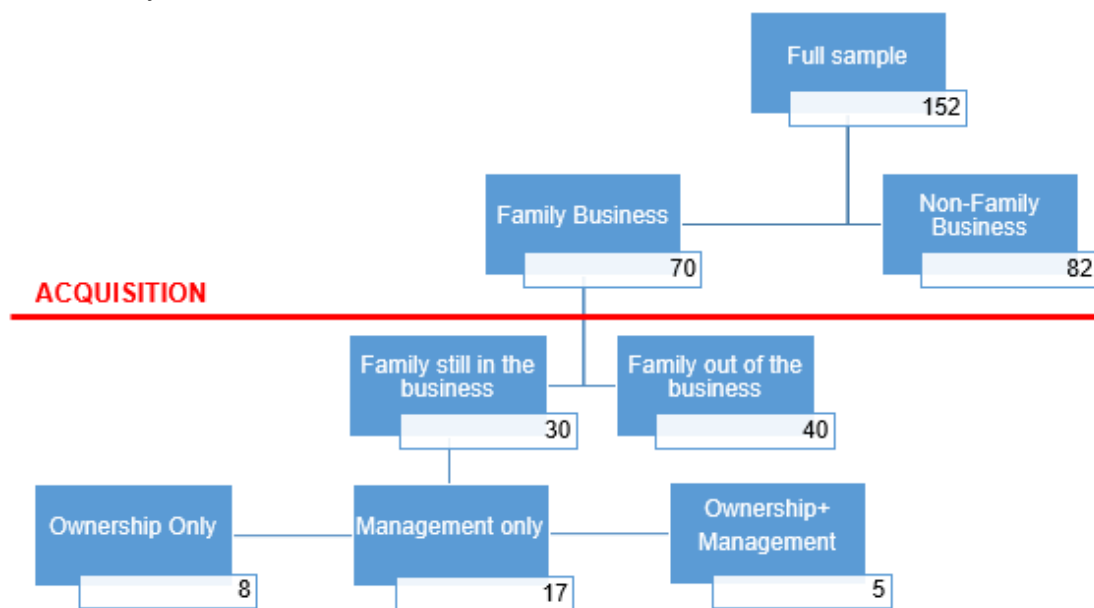 Full sample
152
Family Business
70
Non-Family
Business
82
ACQUISITION
Family still in the
business
30
Family out of the
business
40
Ownership Only
8
Management only
17
Ownership+
Management
5